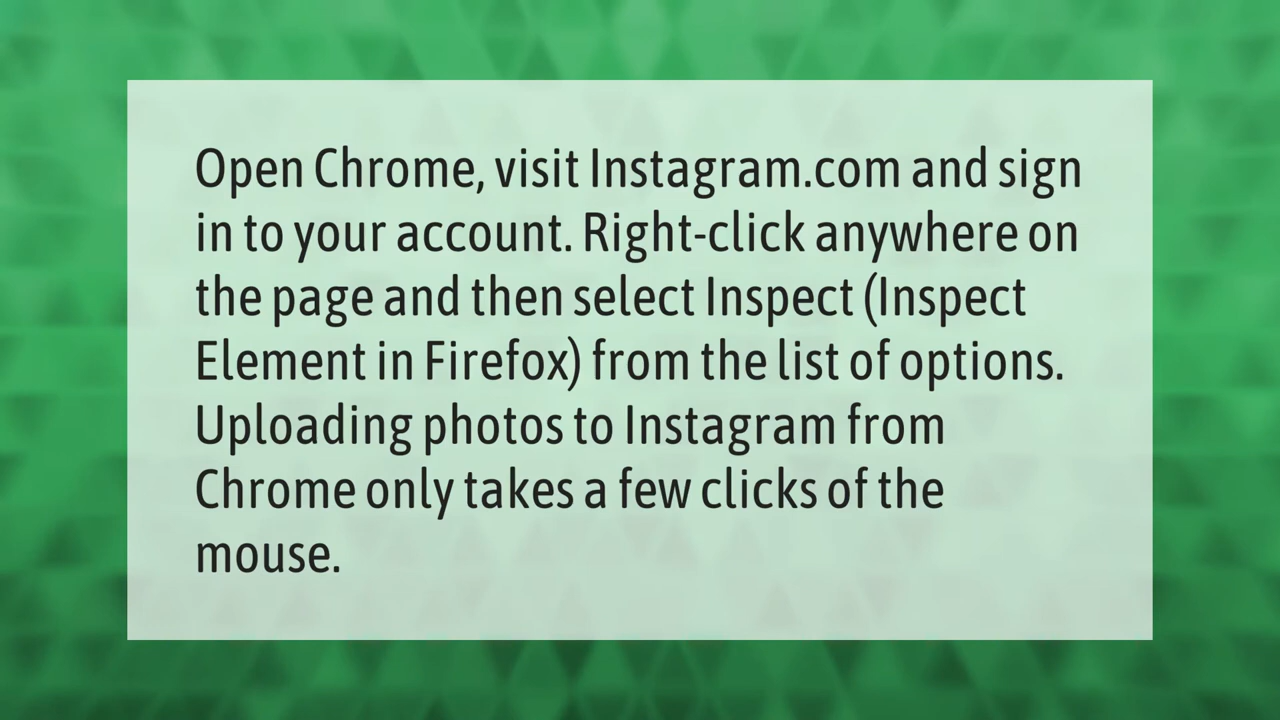 Open Chrome, visit Instagram.com and sign
in to your account. Right-click anywhere on
the page and then select Inspect (Inspect
Element in Firefox) from the list of options.
Uploading photos to Instagram from
Chrome only takes a few clicks of the
mouse.